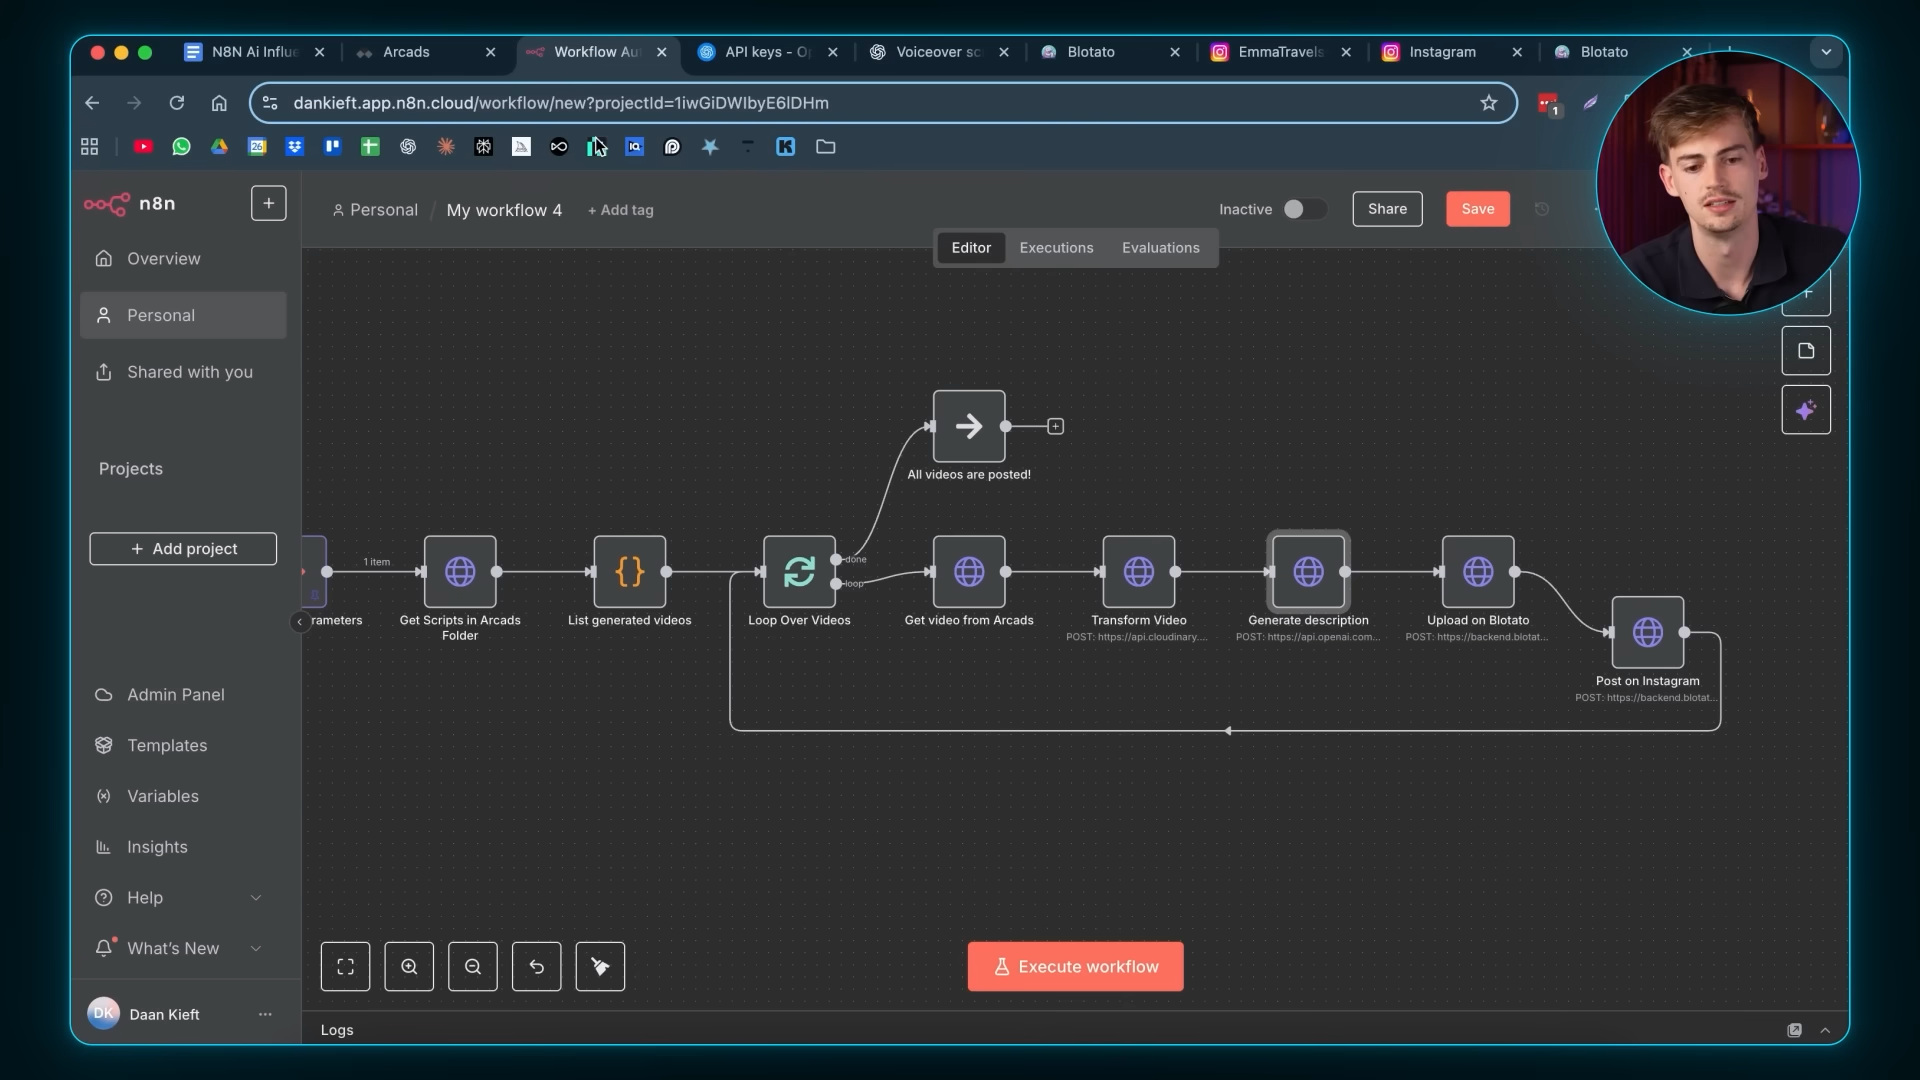 N8N Ai Influe
Arcads
Workflow Au
API keys - O
Voiceover sc
Blotato
EmmaTravels
Instagram
Blotato
dankieft.app.n8n.cloud/workflow/new?projectId=1iwGiDWIbyE6lDHm
1
26
IQ
K
n8n
Personal / My workflow 4
+ Add tag
Inactive
Share
Save
Editor
Executions
Evaluations
Overview
Personal
Shared with you
Projects
+ Add project
Admin Panel
Templates
Variables
Insights
Help
What's New
DK
Daan Kieft
All videos are posted!
1 item
done
loop
rameters
Get Scripts in Arcads
Folder
List generated videos
Loop Over Videos
Get video from Arcads
Transform Video
POST: https://api.cloudinary....
Generate description
POST: https://api.openai.com...
Upload on Blotato
POST: https://backend.blotat...
Post on Instagram
POST: https://backend.blotat...
Execute workflow
Logs